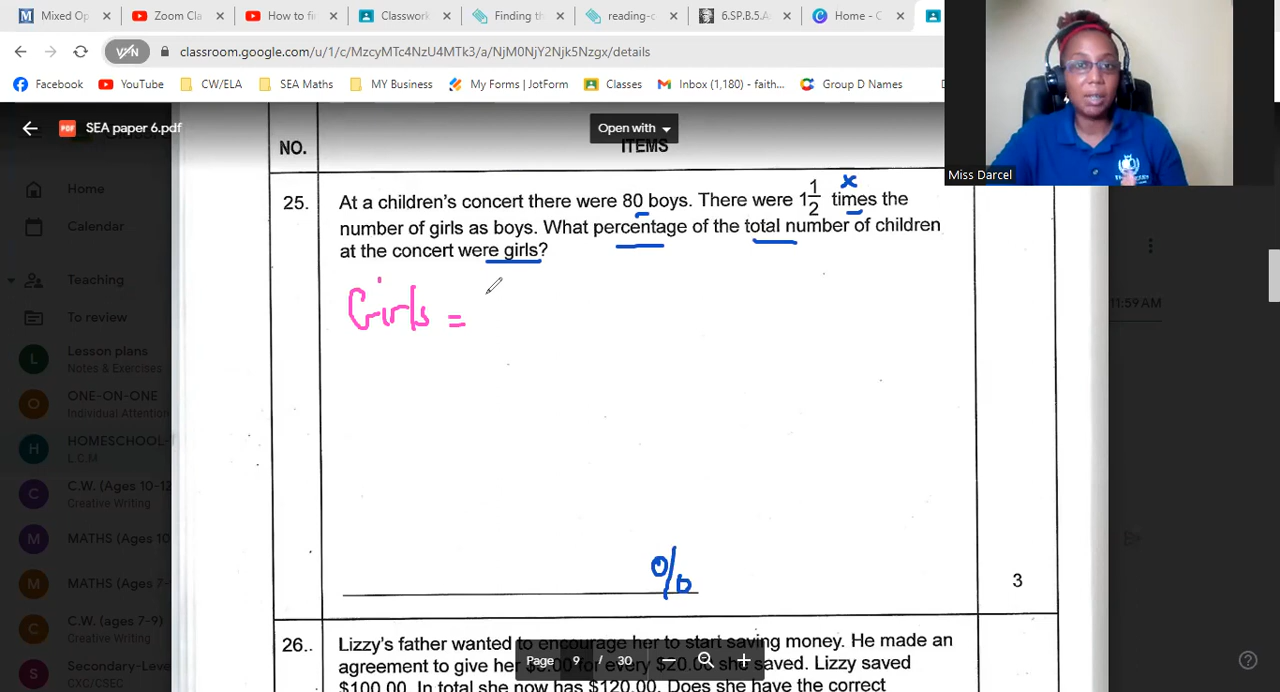 Mixed Op
Zoom Cla
How to fi
Classwork
Finding th
reading-c
6.SP.B.5.
Home - C
classroom.google.com/u/1/c/MzcyMTc4NzU4MTk3/a/NjM0NjY2Njk5Nzgx/details
Facebook
YouTube
CW/ELA
SEA Maths
MY Business
My Forms | JotForm
Classes
Inbox (1,180) - faith...
Group D Names
SEA paper 6.pdf
Open with
Miss Darcel
Home
Calendar
Teaching
To review
Lesson plans
Notes & Exercises
ONE-ON-ONE
Individual Attention
HOMESCHOOL-
L.C.M
C.W. (Ages 10-12
Creative Writing
MATHS (Ages 10
MATHS (Ages 7-
C.W. (ages 7-9)
Creative Writing
Secondary-Level
CXC/CSEC
11:59 AM
NO.
ITEMS
25.
At a children's concert there were 80 boys. There were 1 1/2 times the
number of girls as boys. What percentage of the total number of children
at the concert were girls?
x
Girls =
%
3
26..
Lizzy's father wanted to encourage her to start saving money. He made an
agreement to give her for every $20.00 she saved. Lizzy saved
$100.00. In total she now has $120.00. Does she have the correct
Page 9 / 30